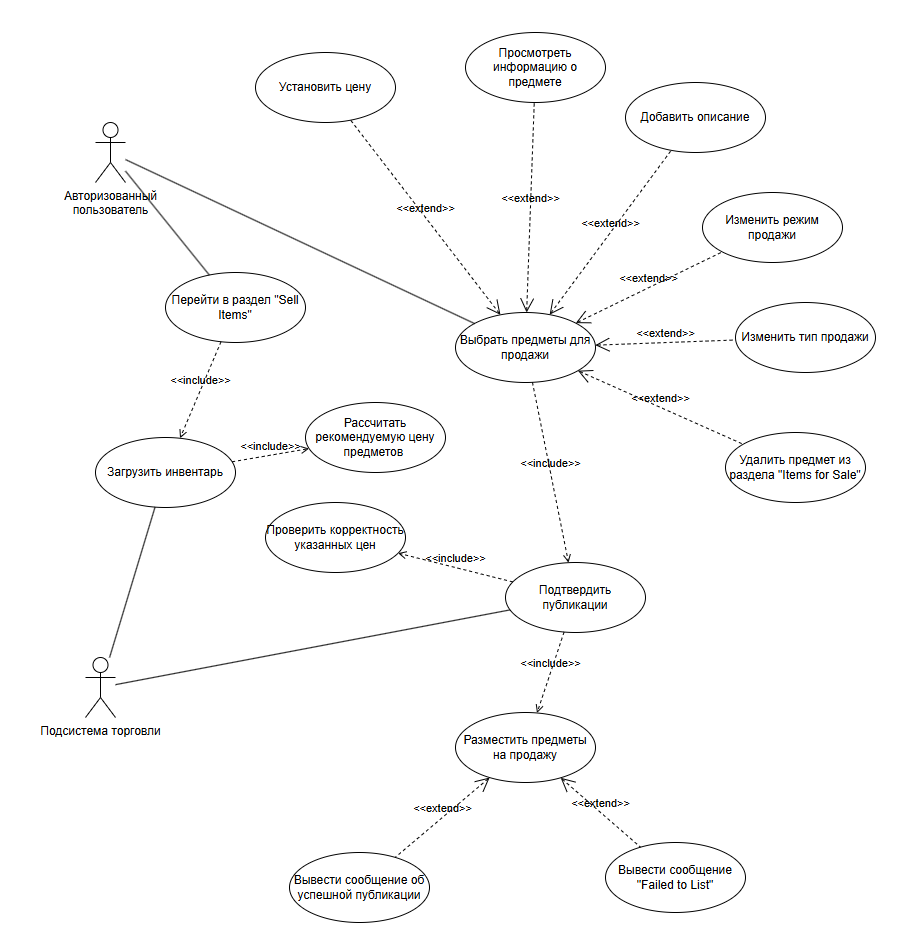 Просмотреть
информацию о
предмете
Установить цену
Добавить описание
Авторизованный
пользователь
<<extend>>
<<extend>>
<<extend>>
Изменить режим
продажи
<<extend>>
Перейти в раздел "Sell
Items"
Выбрать предметы для
продажи
<<extend>>
Изменить тип продажи
<<include>>
<<extend>>
Рассчитать
рекомендуемую цену
предметов
<<include>>
Загрузить инвентарь
<<include>>
Удалить предмет из
раздела "Items for Sale"
Проверить корректность
указанных цен
<<include>>
Подтвердить
публикации
<<include>>
Подсистема торговли
Разместить предметы
на продажу
<<extend>>
<<extend>>
Вывести сообщение об
успешной публикации
Вывести сообщение
"Failed to List"